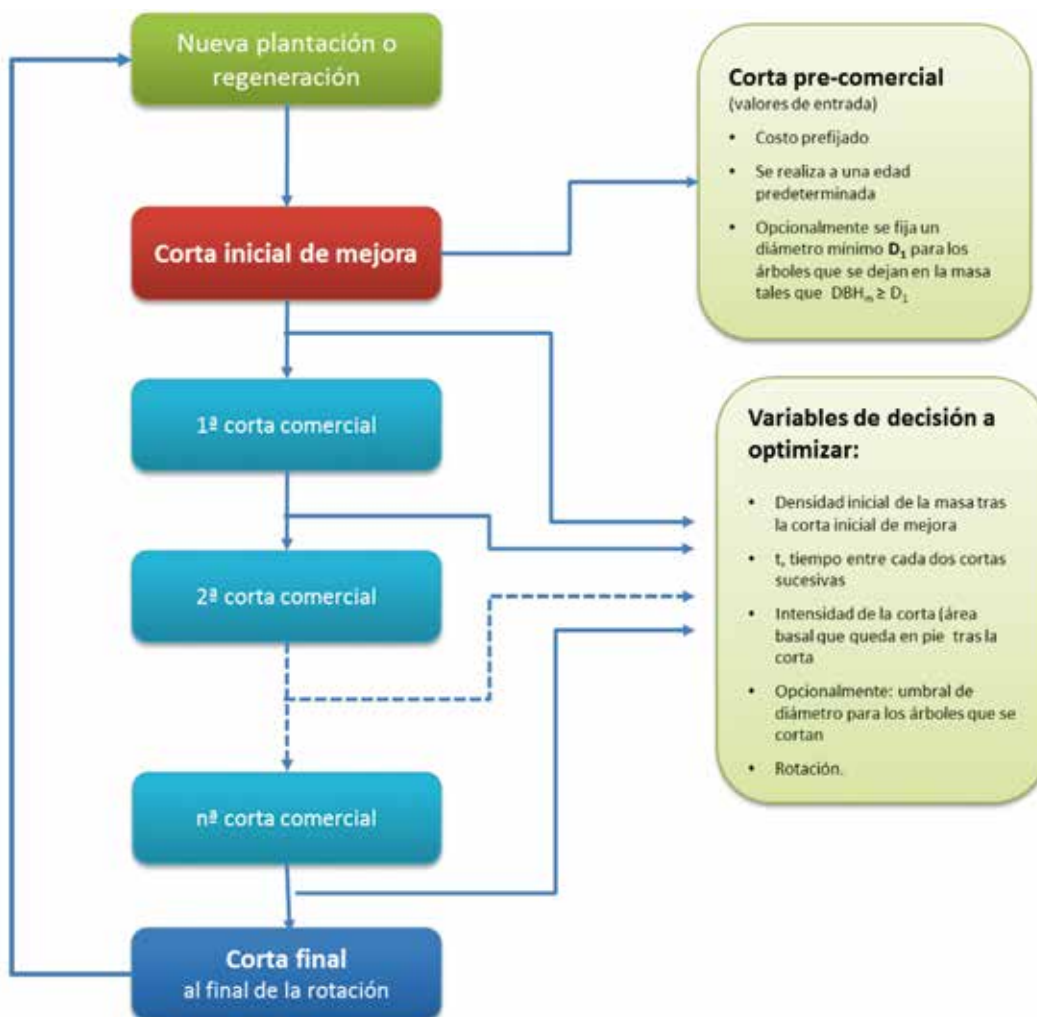 Nueva plantación o
regeneración
Corta inicial de mejora
1ª corta comercial
2ª corta comercial
nª corta comercial
Corta final
al final de la rotación
Corta pre-comercial
(valores de entrada)
• Costo prefijado
• Se realiza a una edad
predeterminada
• Opcionalmente se fija un
diámetro mínimo D₁ para los
árboles que se dejan en la masa
tales que DBHₘ ≥ D₁
Variables de decisión a
optimizar:
• Densidad inicial de la masa tras
la corta inicial de mejora
• t, tiempo entre cada dos cortas
sucesivas
• Intensidad de la corta (área
basal que queda en pie tras la
corta
• Opcionalmente: umbral de
diámetro para los árboles que se
cortan
• Rotación.